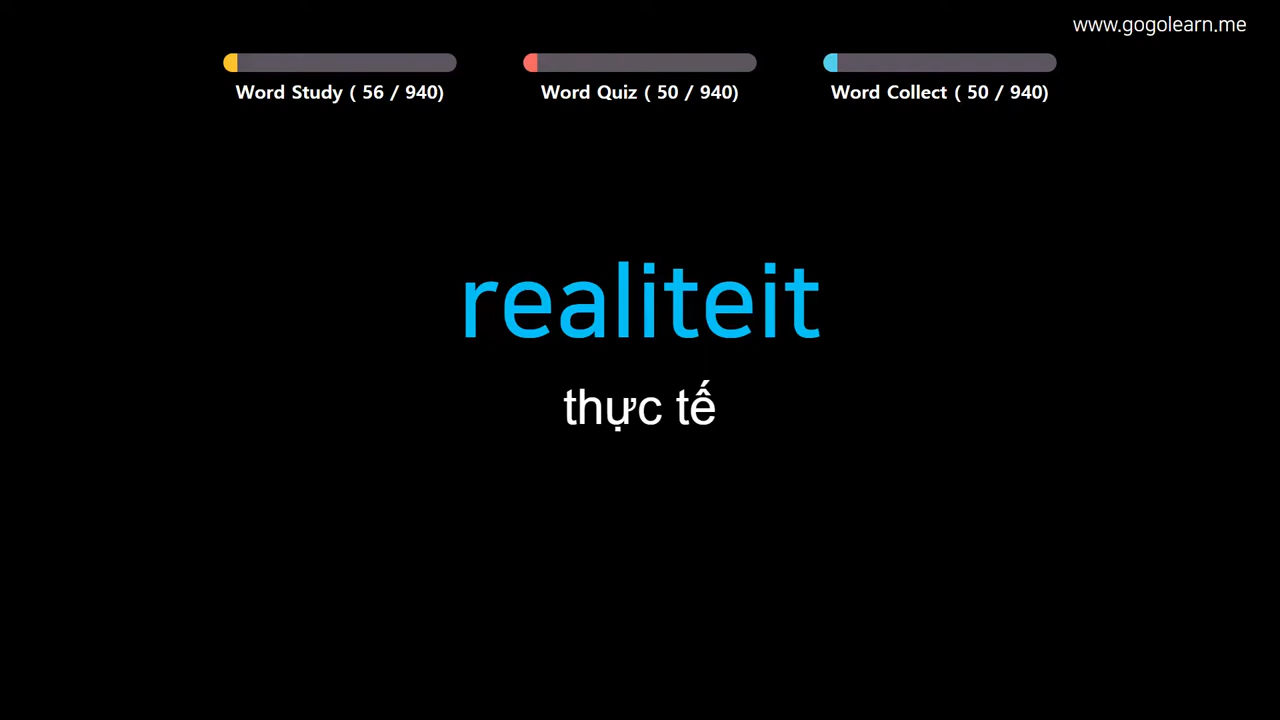 www.gogolearn.me
Word Study ( 56 / 940)
Word Quiz ( 50 / 940)
Word Collect ( 50 / 940)
realiteit
thực tế